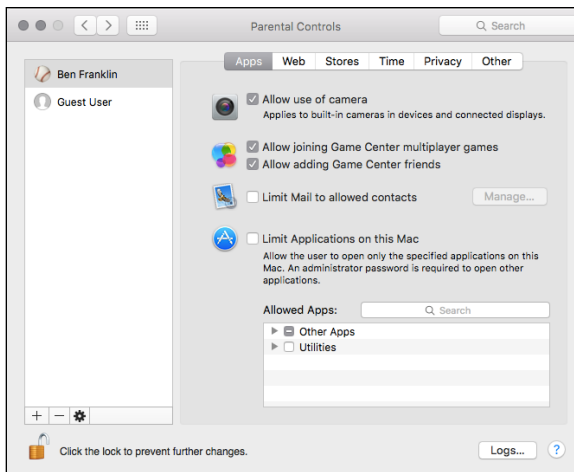 Parental Controls
Search
Ben Franklin
Guest User
Apps Web Stores Time Privacy Other
Allow use of camera
Applies to built-in cameras in devices and connected displays.
Allow joining Game Center multiplayer games
Allow adding Game Center friends
Limit Mail to allowed contacts
Manage...
Limit Applications on this Mac
Allow the user to open only the specified applications on this
Mac. An administrator password is required to open other
applications.
Allowed Apps:
Search
Other Apps
Utilities
Click the lock to prevent further changes.
Logs...
?